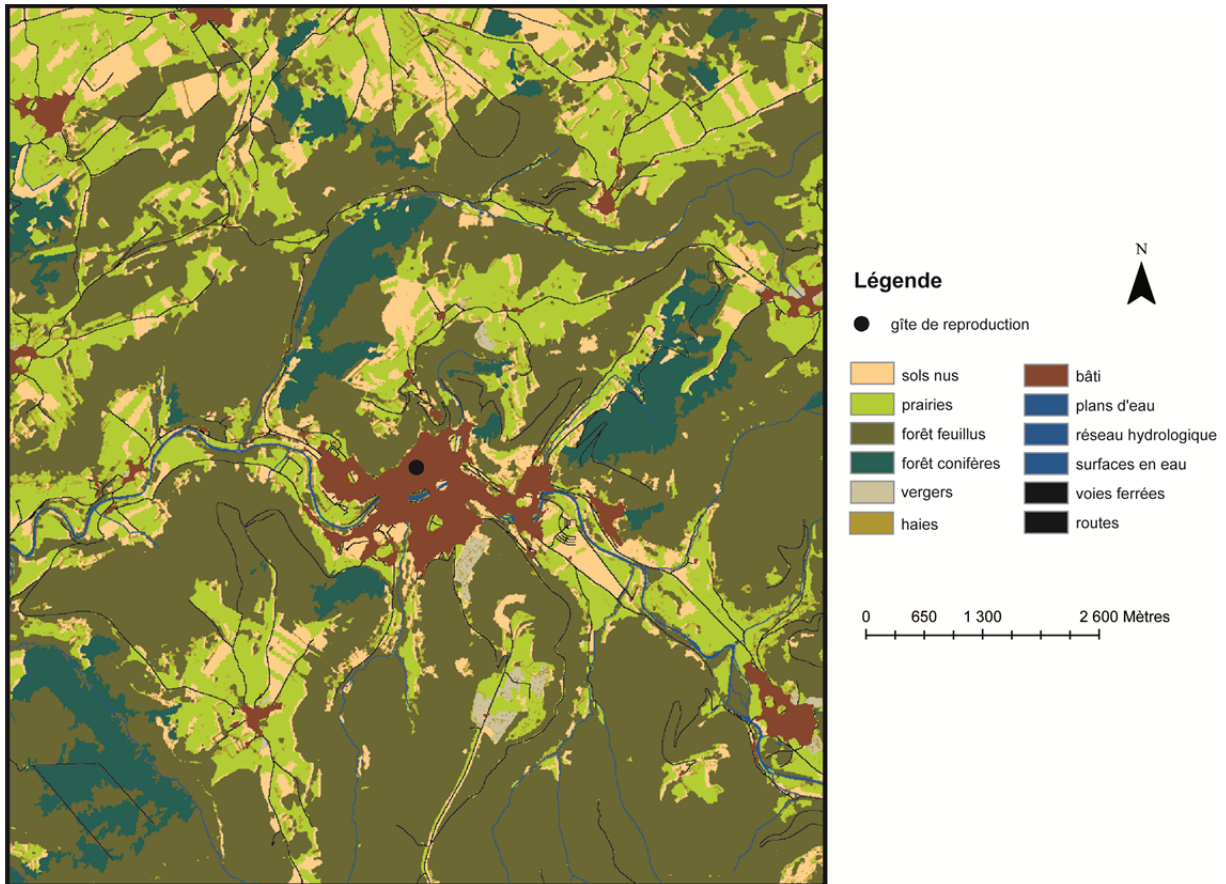 N
Légende
gîte de reproduction
sols nus
prairies
forêt feuillus
forêt conifères
vergers
haies
bâti
plans d'eau
réseau hydrologique
surfaces en eau
voies ferrées
routes
0 650 1 300 2 600 Mètres